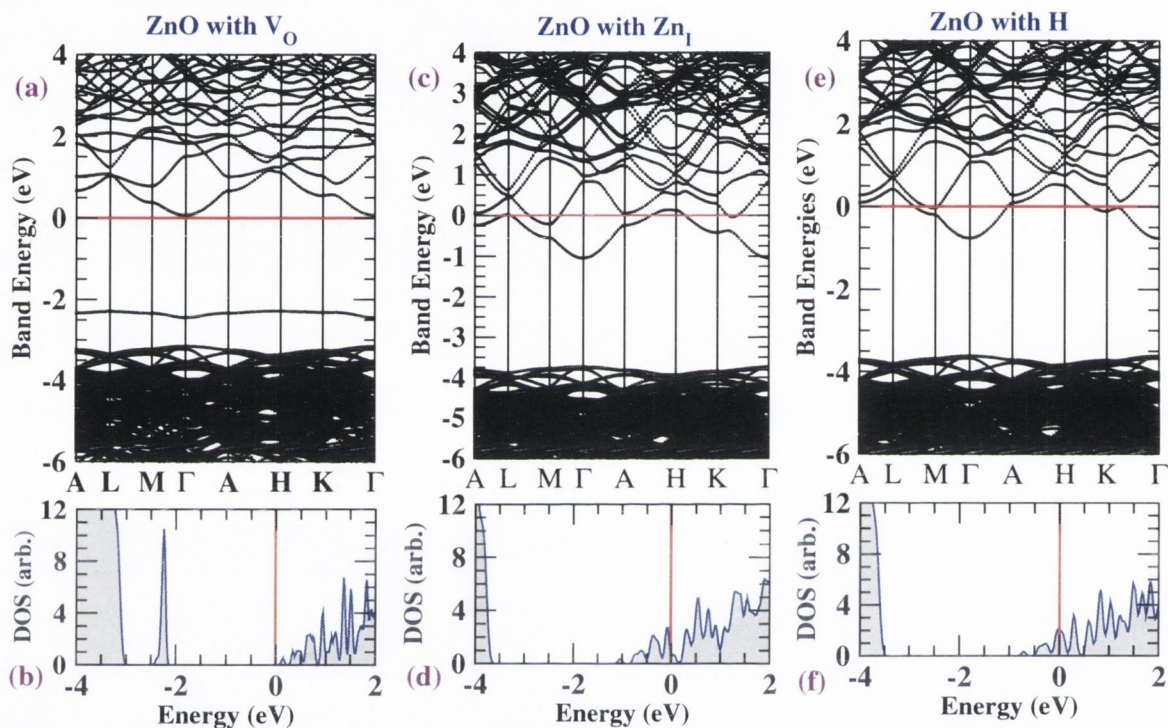 ZnO with V_O
ZnO with Zn_I
ZnO with H
(a)
(c)
(e)
Band Energy (eV)
4
2
0
-2
-4
-6
A L M Γ A H K Γ
Band Energy (eV)
4
3
2
1
0
-1
-2
-3
-4
-5
-6
A L M Γ A H K Γ
Band Energies (eV)
4
2
0
-2
-4
-6
A L M Γ A H K Γ
(b)
DOS (arb.)
12
8
4
0
-4 -2 0 2
Energy (eV)
(d)
DOS (arb.)
12
8
4
0
-4 -2 0 2
Energy (eV)
(f)
DOS (arb.)
12
8
4
0
-4 -2 0 2
Energy (eV)